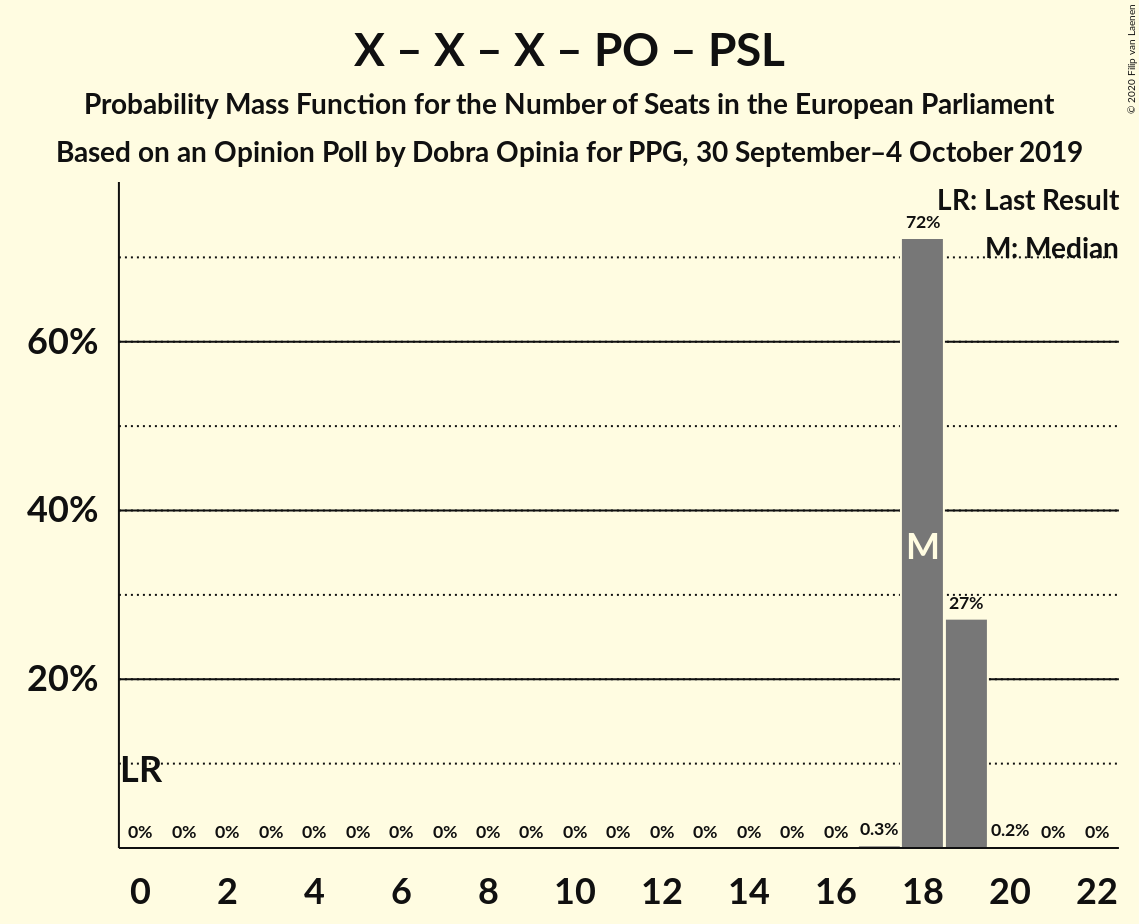 X – X – X – PO – PSL
Probability Mass Function for the Number of Seats in the European Parliament
Based on an Opinion Poll by Dobra Opinia for PPG, 30 September–4 October 2019
© 2020 Filip van Laenen
LR: Last Result
M: Median
72%
60%
40%
M
27%
20%
LR
0% 0% 0% 0% 0% 0% 0% 0% 0% 0% 0% 0% 0% 0% 0% 0% 0% 0.3% 0.2% 0% 0%
0 2 4 6 8 10 12 14 16 18 20 22